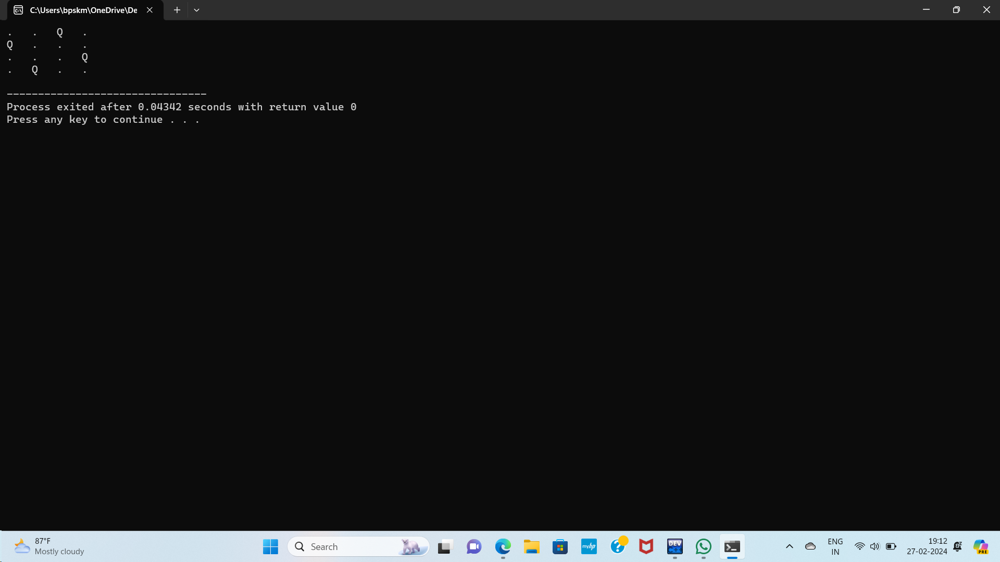 C:\Users\bpskm\OneDrive\De
. . Q .
Q . . .
. . . Q
. Q . .
--------------------------------
Process exited after 0.04342 seconds with return value 0
Press any key to continue . . .
87°F
Mostly cloudy
Search
myhp
DEV
C++
ENG
IN
19:12
27-02-2024
PRE